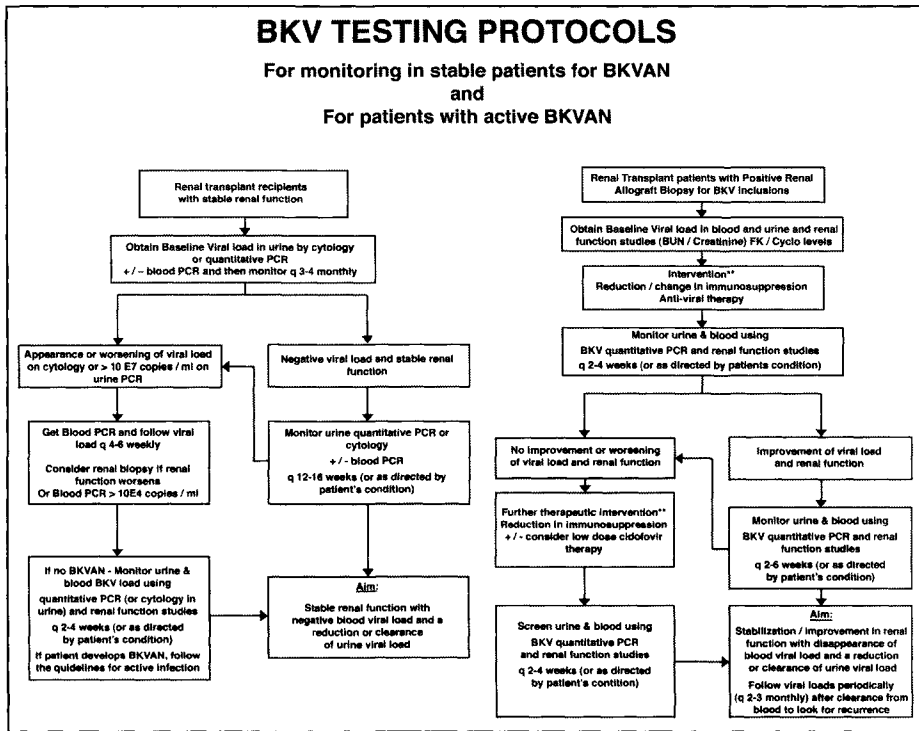 BKV TESTING PROTOCOLS
For monitoring in stable patients for BKVAN
and
For patients with active BKVAN
Renal transplant recipients
with stable renal function
Obtain Baseline Viral load in urine by cytology
or quantitative PCR
+ / – blood PCR and then monitor q 3-4 monthly
Appearance or worsening of viral load
on cytology or > 10 E7 copies / ml on
urine PCR
Negative viral load and stable renal
function
Get Blood PCR and follow viral
load q 4-6 weekly
Consider renal biopsy if renal
function worsens
Or Blood PCR > 10E4 copies / ml
Monitor urine quantitative PCR or
cytology
+ / - blood PCR
q 12-16 weeks (or as directed by
patient's condition)
If no BKVAN - Monitor urine &
blood BKV load using
quantitative PCR (or cytology in
urine) and renal function studies
q 2-4 weeks (or as directed
by patient's condition)
If patient develops BKVAN, follow
the quidelines for active infection
Aim:
Stable renal function with
negative blood viral load and a
reduction or clearance
of urine viral load
Renal Transplant patients with Positive Renal
Allograft Biopsy for BKV Inclusions
Obtain Baseline Viral load in blood and urine and renal
function studies (BUN / Creatinine) FK / Cyclo levels
Intervention**
Reduction / change in immunosuppression
Anti-viral therapy
Monitor urine & blood using
BKV quantitative PCR and renal function studies
q 2-4 weeks (or as directed by patients condition)
No improvement or worsening
of viral load and renal function
Improvement of viral load
and renal function
Further therapeutic intervention**
Reduction in immunosuppression
+ / - consider low dose cidofovir
therapy
Monitor urine & blood using
BKV quantitative PCR and renal
function studies
q 2-6 weeks (or as directed
by patient's condition)
Screen urine & blood using
BKV quantitative PCR
and renal function studies
q 2-4 weeks (or as directed
by patient's contition)
Aim:
Stabilization / improvement in renal
function with disappearance of
blood viral load and a reduction
or clearance of urine viral load
Follow viral loads periodically
(q 2-3 monthly) after clearance from
blood to look for recurrence